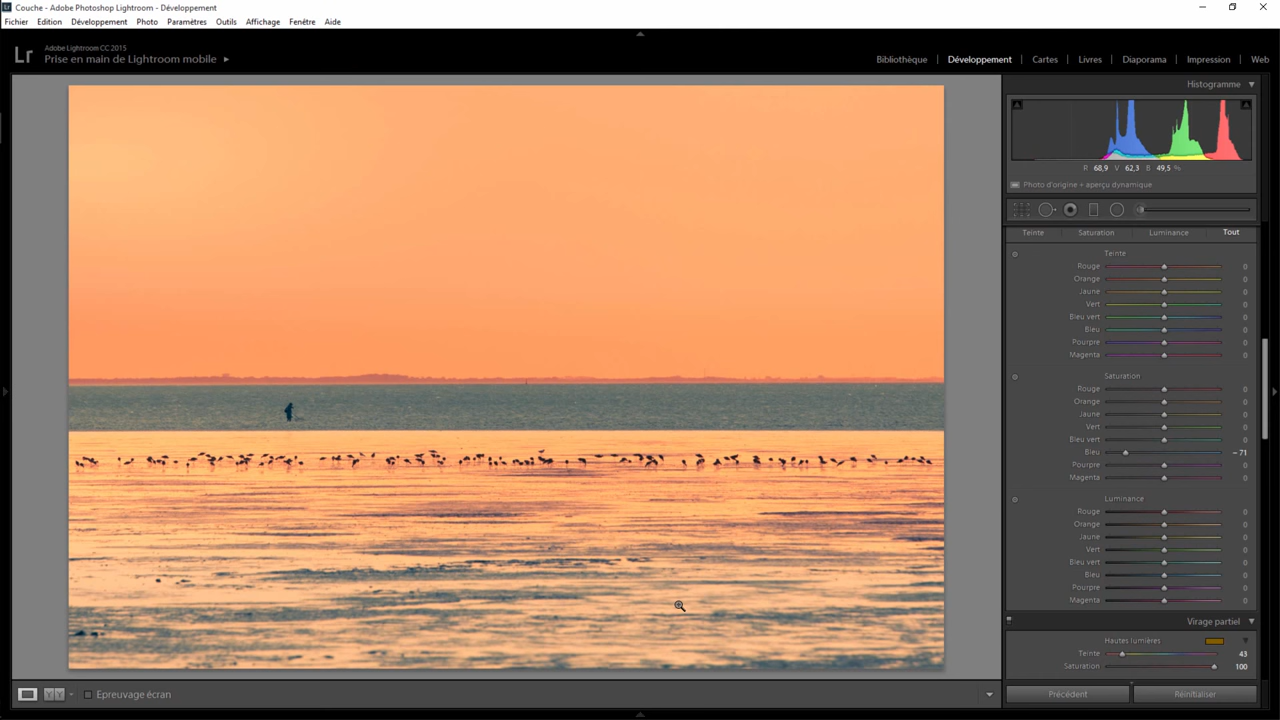 Couche - Adobe Photoshop Lightroom - Développement
Fichier Edition Développement Photo Paramètres Outils Affichage Fenêtre Aide
Lr
Adobe Lightroom CC 2015
Prise en main de Lightroom mobile
Bibliothèque | Développement | Cartes | Livres | Diaporama | Impression | Web
Histogramme
R 68,9 V 62,3 B 49,5 %
Photo d'origine + aperçu dynamique
Teinte Saturation Luminance Tout
Teinte
Rouge 0
Orange 0
Jaune 0
Vert 0
Bleu vert 0
Bleu 0
Pourpre 0
Magenta 0
Saturation
Rouge 0
Orange 0
Jaune 0
Vert 0
Bleu vert 0
Bleu - 71
Pourpre 0
Magenta 0
Luminance
Rouge 0
Orange 0
Jaune 0
Vert 0
Bleu vert 0
Bleu 0
Pourpre 0
Magenta 0
Virage partiel
Hautes lumières
Teinte 43
Saturation 100
Y Y
Epreuvage écran
Précédent Réinitialiser